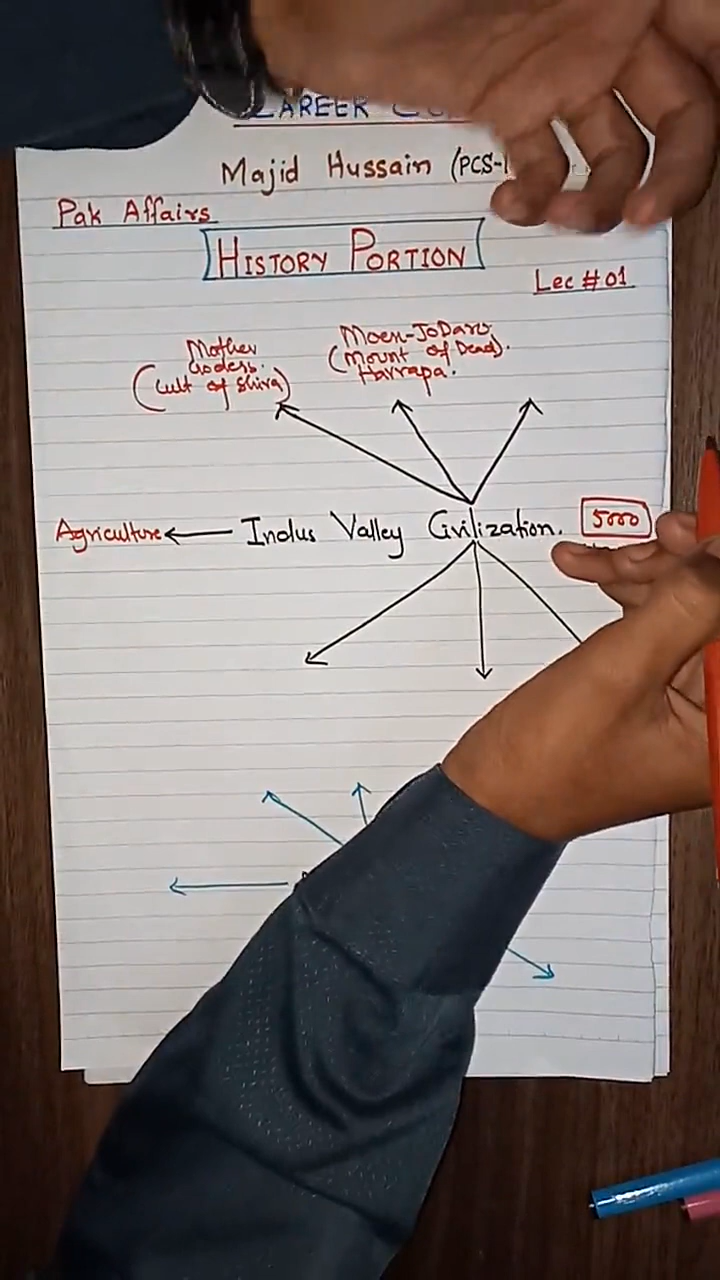 CAREER
Majid Hussain (PCS-
Pak Affairs
HISTORY PORTION
Lec # 01
Mother
Godess.
(Cult of Shiva)
Moen-JoDaro
(Mount of Dead).
Harrapa.
Agriculture
Indus Valley Civilization.
5000